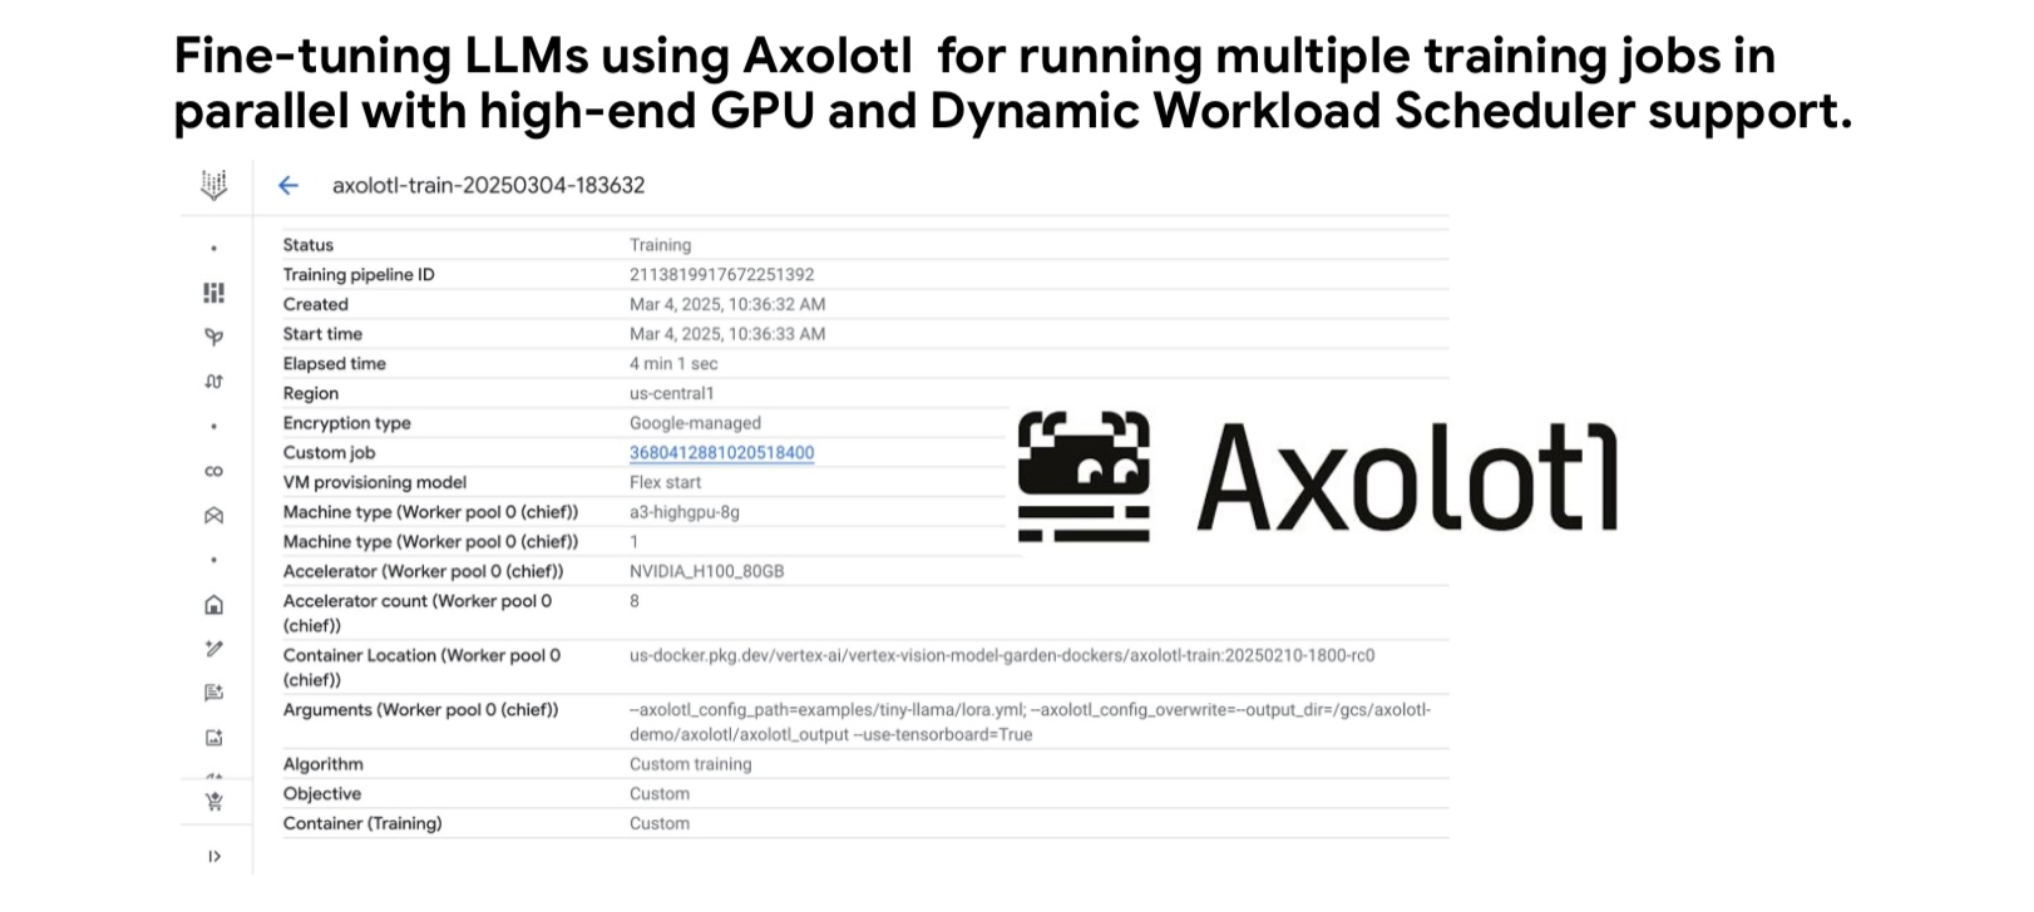 Fine-tuning LLMs using Axolotl for running multiple training jobs in
parallel with high-end GPU and Dynamic Workload Scheduler support.
axolotl-train-20250304-183632
Status Training
Training pipeline ID 2113819917672251392
Created Mar 4, 2025, 10:36:32 AM
Start time Mar 4, 2025, 10:36:33 AM
Elapsed time 4 min 1 sec
Region us-central1
Encryption type Google-managed
Custom job 3680412881020518400
VM provisioning model Flex start
Machine type (Worker pool 0 (chief)) a3-highgpu-8g
Machine type (Worker pool 0 (chief)) 1
Accelerator (Worker pool 0 (chief)) NVIDIA_H100_80GB
Accelerator count (Worker pool 0 8
(chief))
Container Location (Worker pool 0 us-docker.pkg.dev/vertex-ai/vertex-vision-model-garden-dockers/axolotl-train:20250210-1800-rc0
(chief))
Arguments (Worker pool 0 (chief)) --axolotl_config_path=examples/tiny-llama/lora.yml; --axolotl_config_overwrite=--output_dir=/gcs/axolotl-
demo/axolotl/axolotl_output --use-tensorboard=True
Algorithm Custom training
Objective Custom
Container (Training) Custom
Axolotl